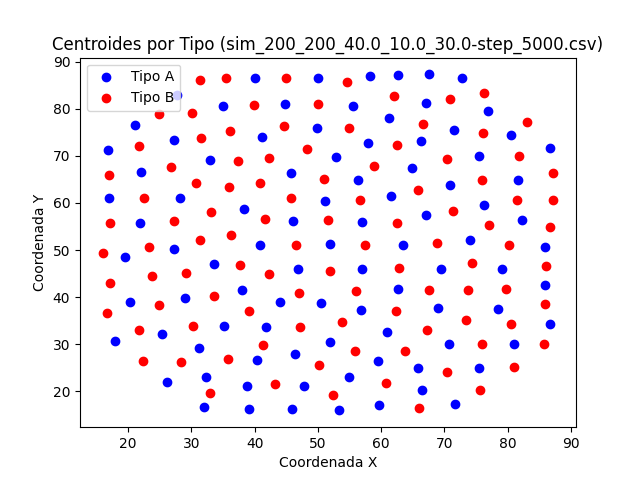 Centroides por Tipo (sim_200_200_40.0_10.0_30.0-step_5000.csv)
Tipo A
Tipo B
90
80
70
60
50
40
30
20
Coordenada Y
20 30 40 50 60 70 80 90
Coordenada X